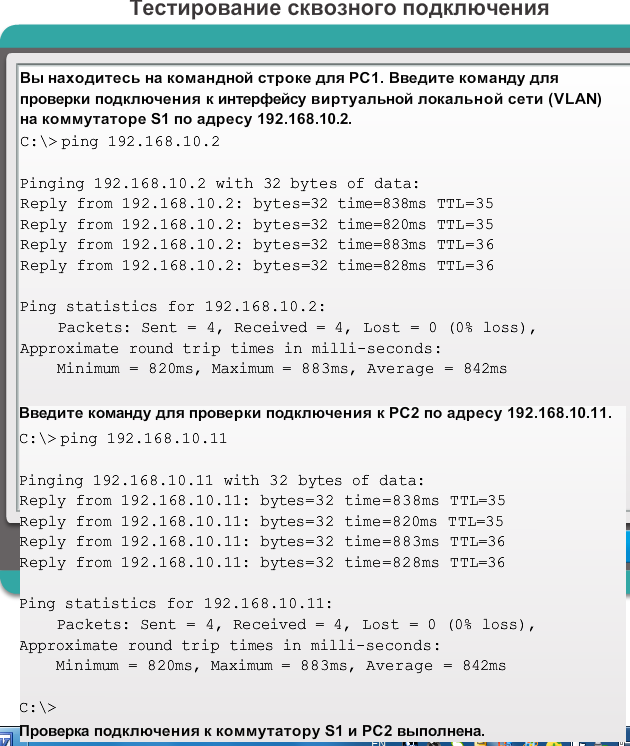 Тестирование сквозного подключения
Вы находитесь на командной строке для PC1. Введите команду для
проверки подключения к интерфейсу виртуальной локальной сети (VLAN)
на коммутаторе S1 по адресу 192.168.10.2.
C:\>ping 192.168.10.2
Pinging 192.168.10.2 with 32 bytes of data:
Reply from 192.168.10.2: bytes=32 time=838ms TTL=35
Reply from 192.168.10.2: bytes=32 time=820ms TTL=35
Reply from 192.168.10.2: bytes=32 time=883ms TTL=36
Reply from 192.168.10.2: bytes=32 time=828ms TTL=36
Ping statistics for 192.168.10.2:
Packets: Sent = 4, Received = 4, Lost = 0 (0% loss),
Approximate round trip times in milli-seconds:
Minimum = 820ms, Maximum = 883ms, Average = 842ms
Введите команду для проверки подключения к PC2 по адресу 192.168.10.11.
C:\>ping 192.168.10.11
Pinging 192.168.10.11 with 32 bytes of data:
Reply from 192.168.10.11: bytes=32 time=838ms TTL=35
Reply from 192.168.10.11: bytes=32 time=820ms TTL=35
Reply from 192.168.10.11: bytes=32 time=883ms TTL=36
Reply from 192.168.10.11: bytes=32 time=828ms TTL=36
Ping statistics for 192.168.10.11:
Packets: Sent = 4, Received = 4, Lost = 0 (0% loss),
Approximate round trip times in milli-seconds:
Minimum = 820ms, Maximum = 883ms, Average = 842ms
C:\>
Проверка подключения к коммутатору S1 и PC2 выполнена.